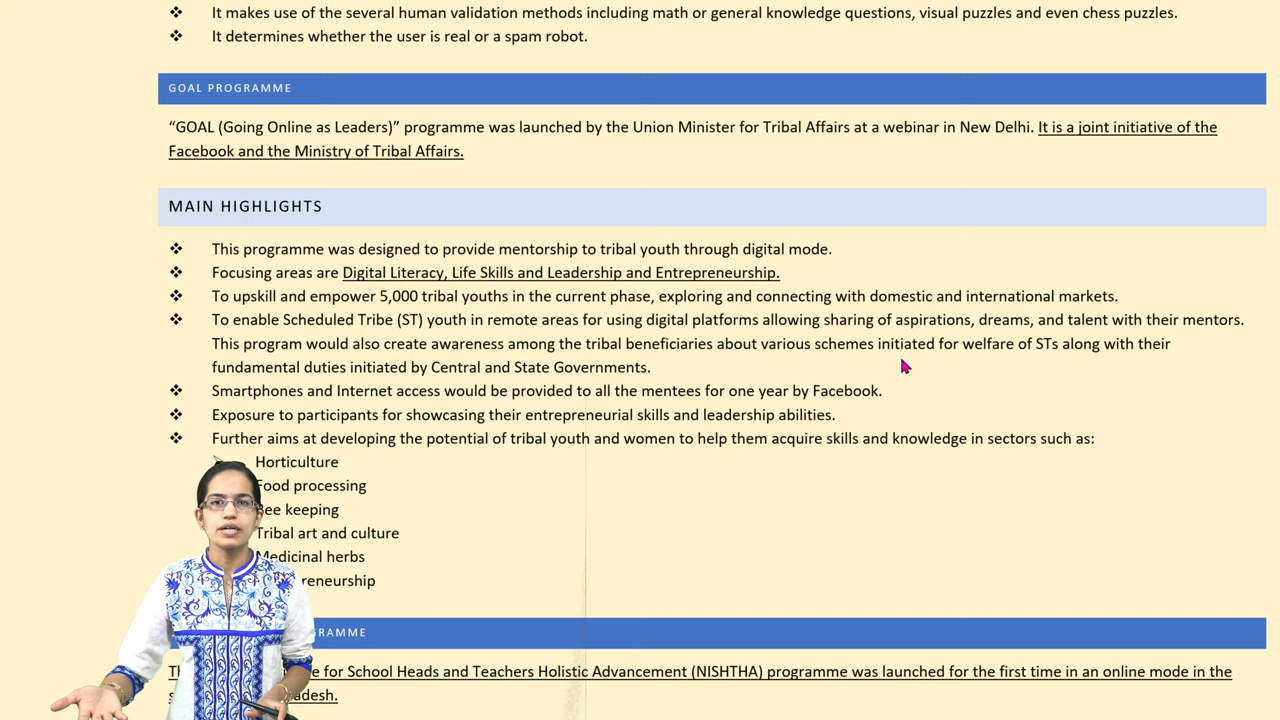 ❖ It makes use of the several human validation methods including math or general knowledge questions, visual puzzles and even chess puzzles.
❖ It determines whether the user is real or a spam robot.
GOAL PROGRAMME
“GOAL (Going Online as Leaders)” programme was launched by the Union Minister for Tribal Affairs at a webinar in New Delhi. It is a joint initiative of the
Facebook and the Ministry of Tribal Affairs.
MAIN HIGHLIGHTS
❖ This programme was designed to provide mentorship to tribal youth through digital mode.
❖ Focusing areas are Digital Literacy, Life Skills and Leadership and Entrepreneurship.
❖ To upskill and empower 5,000 tribal youths in the current phase, exploring and connecting with domestic and international markets.
❖ To enable Scheduled Tribe (ST) youth in remote areas for using digital platforms allowing sharing of aspirations, dreams, and talent with their mentors.
This program would also create awareness among the tribal beneficiaries about various schemes initiated for welfare of STs along with their
fundamental duties initiated by Central and State Governments.
❖ Smartphones and Internet access would be provided to all the mentees for one year by Facebook.
❖ Exposure to participants for showcasing their entrepreneurial skills and leadership abilities.
❖ Further aims at developing the potential of tribal youth and women to help them acquire skills and knowledge in sectors such as:
Horticulture
Food processing
Bee keeping
Tribal art and culture
Medicinal herbs
reneurship
GRAMME
for School Heads and Teachers Holistic Advancement (NISHTHA) programme was launched for the first time in an online mode in the